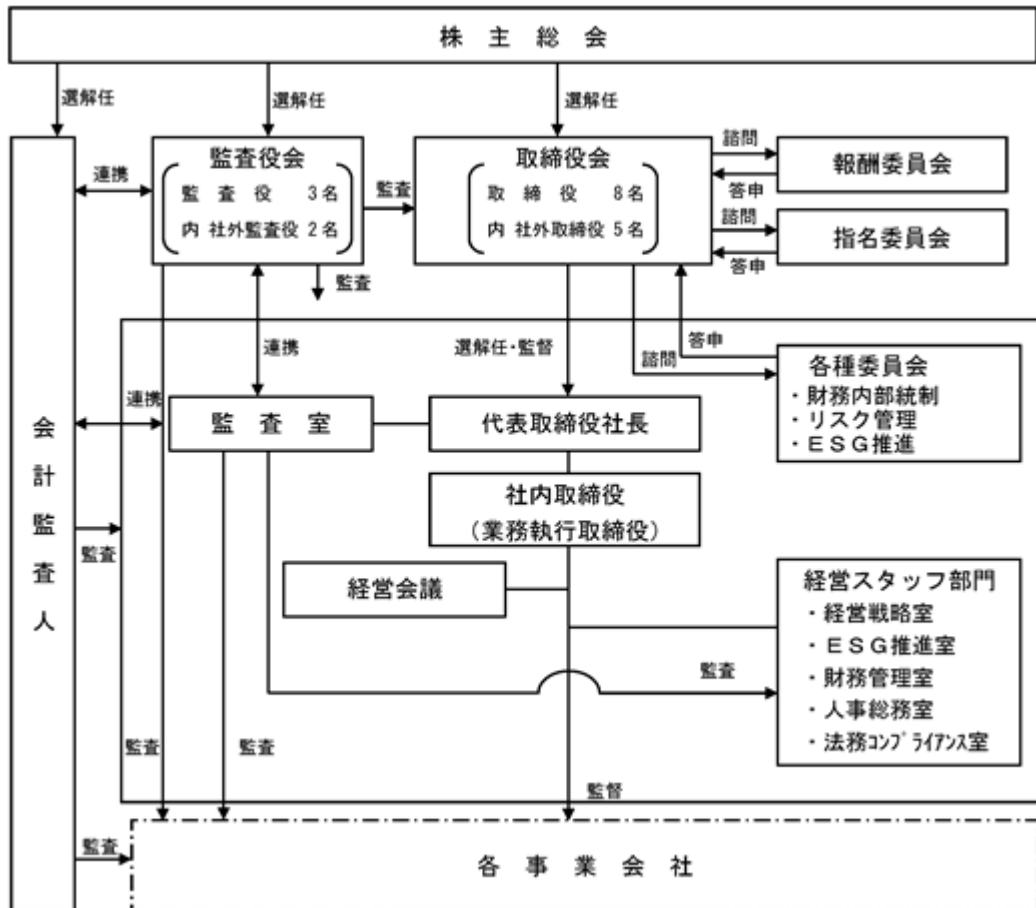 株主総会
選解任
選解任
選解任
監査役会
監査役 3名
内 社外監査役 2名
連携
監査
取締役会
取締役 8名
内 社外取締役 5名
諮問
答申
報酬委員会
諮問
答申
指名委員会
監査
連携
選解任・監督
諮問
答申
各種委員会
・財務内部統制
・リスク管理
・ESG推進
連携
監査室
代表取締役社長
社内取締役
(業務執行取締役)
会計監査人
監査
経営会議
経営スタッフ部門
・経営戦略室
・ESG推進室
・財務管理室
・人事総務室
・法務コンプライアンス室
監査
監査
監査
監督
監査
各事業会社